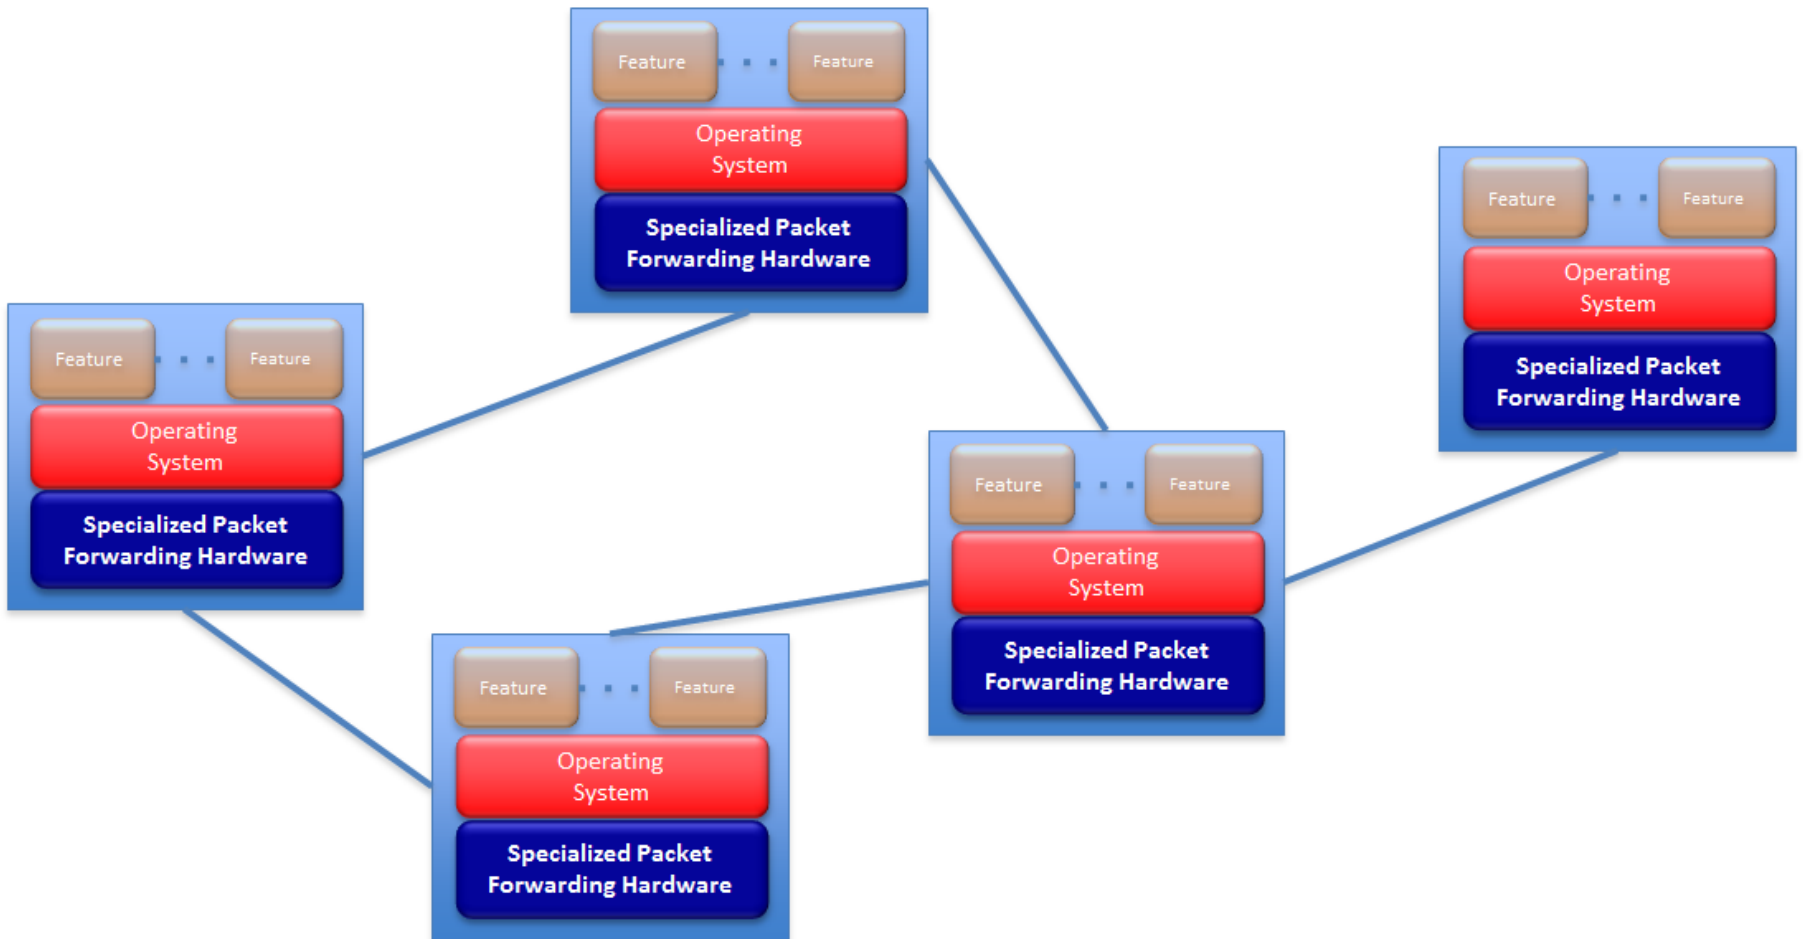 Feature
Feature
Operating
System
Specialized Packet
Forwarding Hardware
Feature
Feature
Operating
System
Specialized Packet
Forwarding Hardware
Feature
Feature
Operating
System
Specialized Packet
Forwarding Hardware
Feature
Feature
Operating
System
Specialized Packet
Forwarding Hardware
Feature
Feature
Operating
System
Specialized Packet
Forwarding Hardware